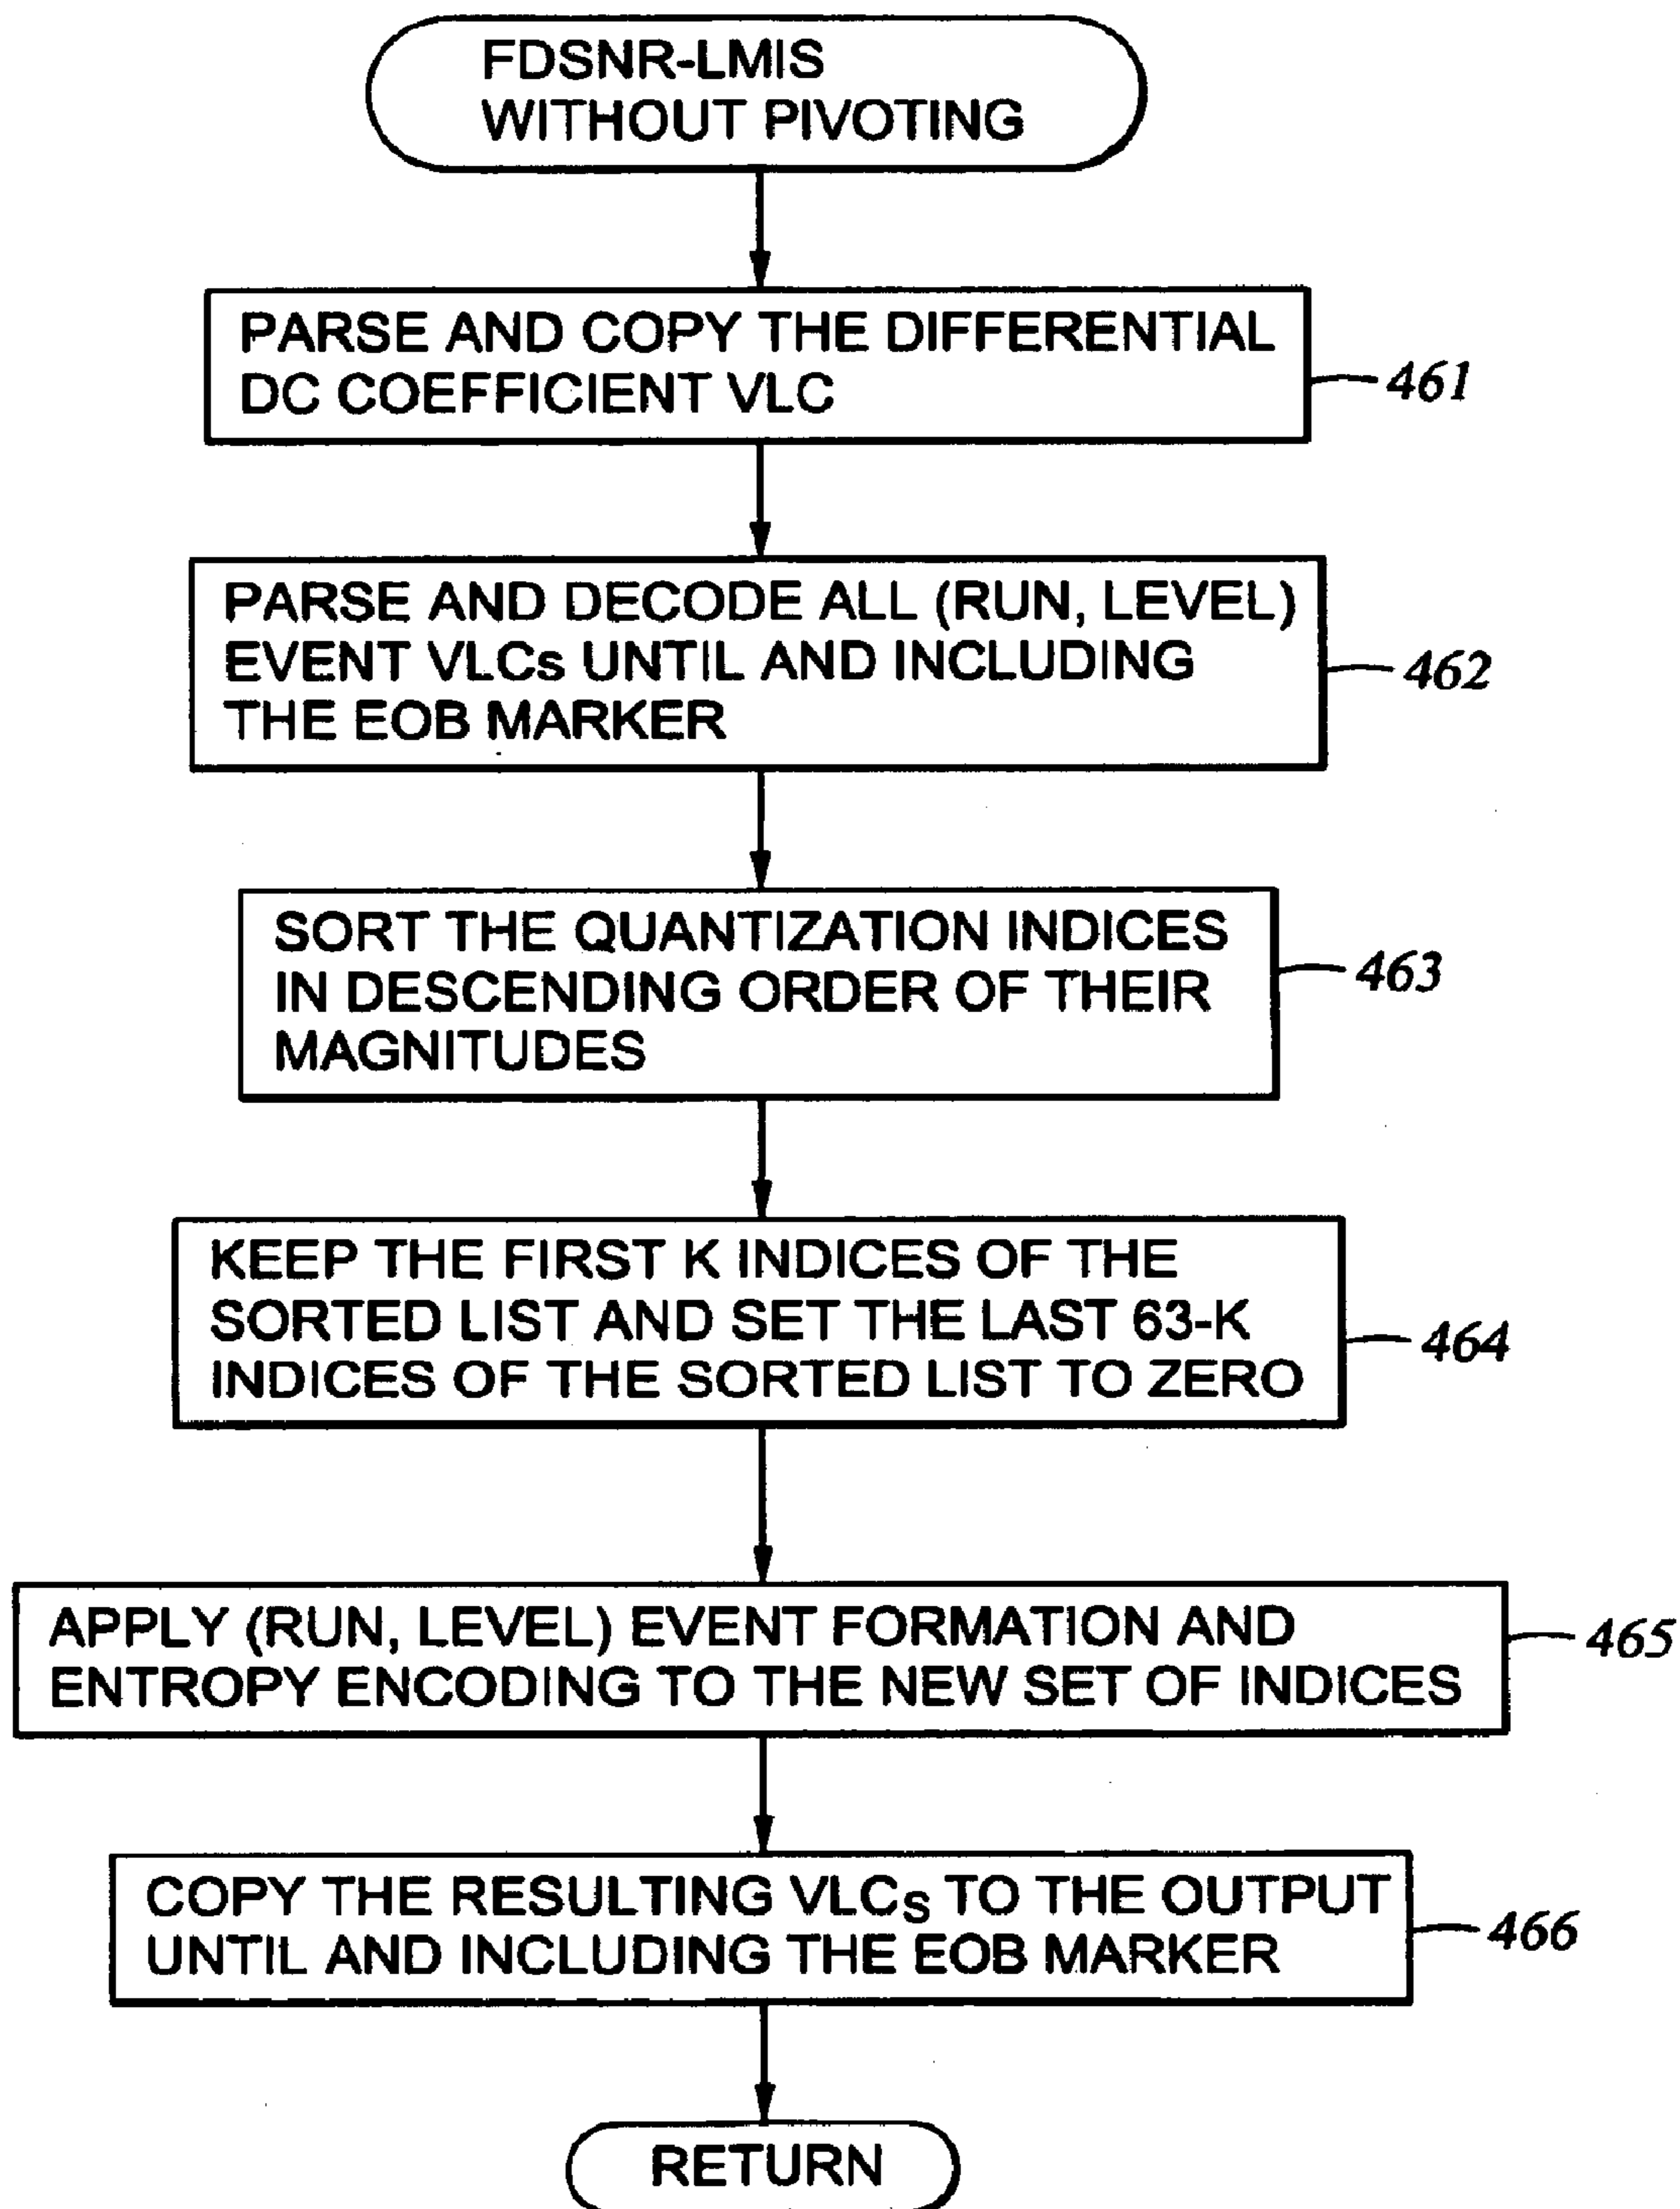 FDSNR-LMIS
WITHOUT PIVOTING
PARSE AND COPY THE DIFFERENTIAL
DC COEFFICIENT VLC
461
PARSE AND DECODE ALL (RUN, LEVEL)
EVENT VLCs UNTIL AND INCLUDING
THE EOB MARKER
462
SORT THE QUANTIZATION INDICES
IN DESCENDING ORDER OF THEIR
MAGNITUDES
463
KEEP THE FIRST K INDICES OF THE
SORTED LIST AND SET THE LAST 63-K
INDICES OF THE SORTED LIST TO ZERO
464
APPLY (RUN, LEVEL) EVENT FORMATION AND
ENTROPY ENCODING TO THE NEW SET OF INDICES
465
COPY THE RESULTING VLCS TO THE OUTPUT
UNTIL AND INCLUDING THE EOB MARKER
466
RETURN